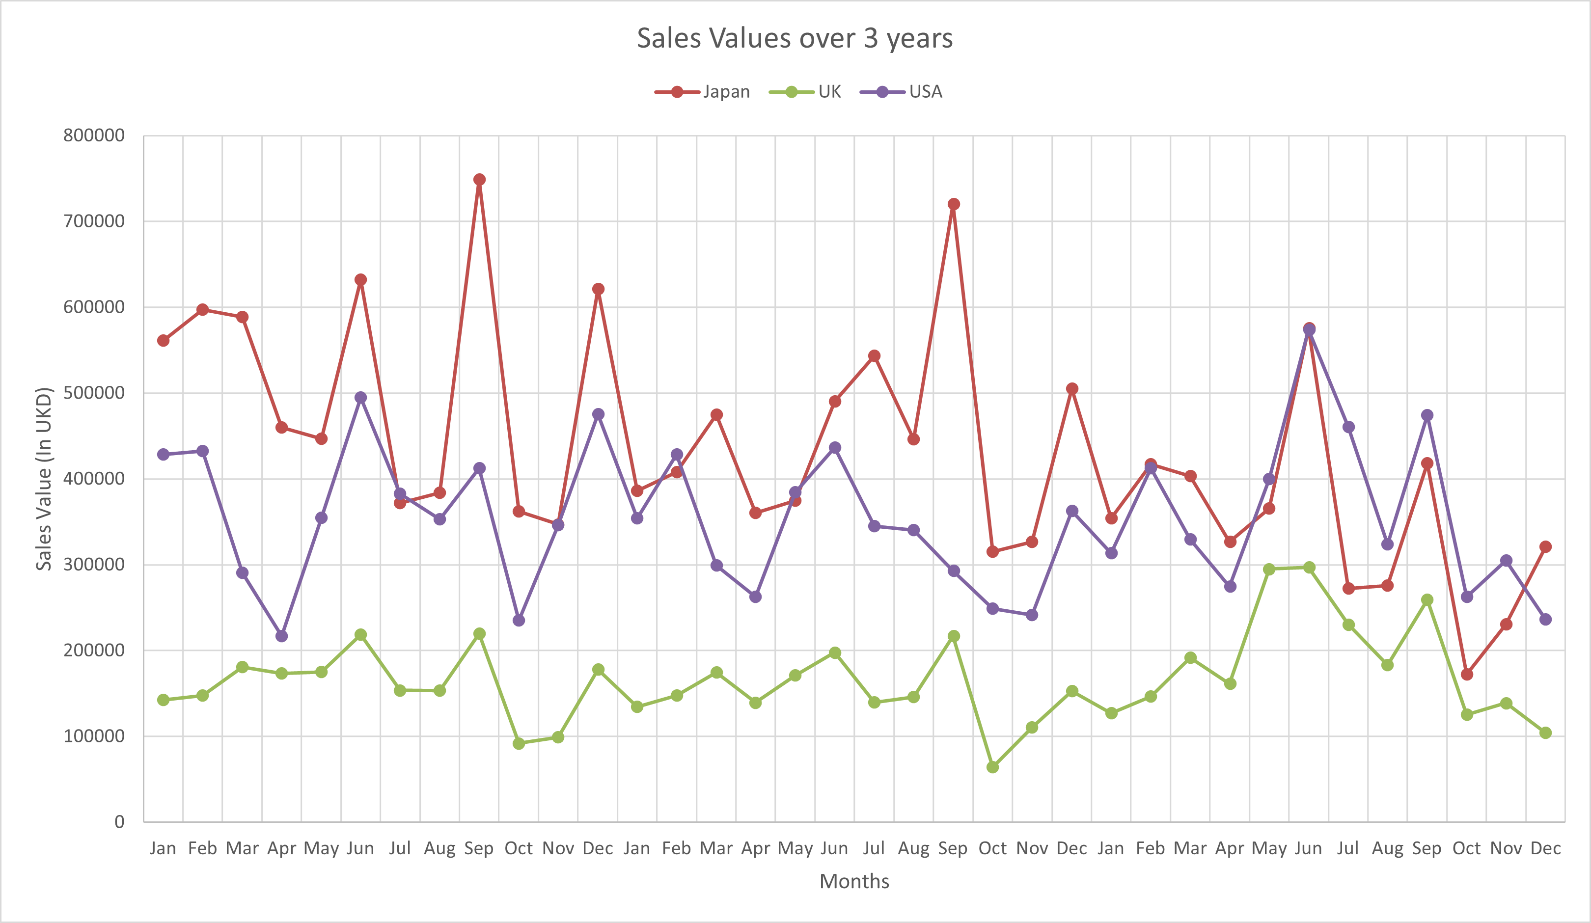 Sales Values over 3 years
Japan UK USA
800000
700000
600000
500000
400000
300000
200000
100000
0
Sales Value (In UKD)
Jan Feb Mar Apr May Jun Jul Aug Sep Oct Nov Dec Jan Feb Mar Apr May Jun Jul Aug Sep Oct Nov Dec Jan Feb Mar Apr May Jun Jul Aug Sep Oct Nov Dec
Months